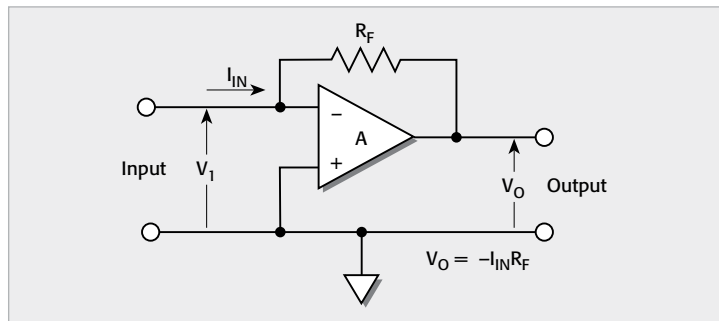 R_F
I_IN
−
A
+
Input
V_1
V_O
Output
V_O = −I_IN R_F